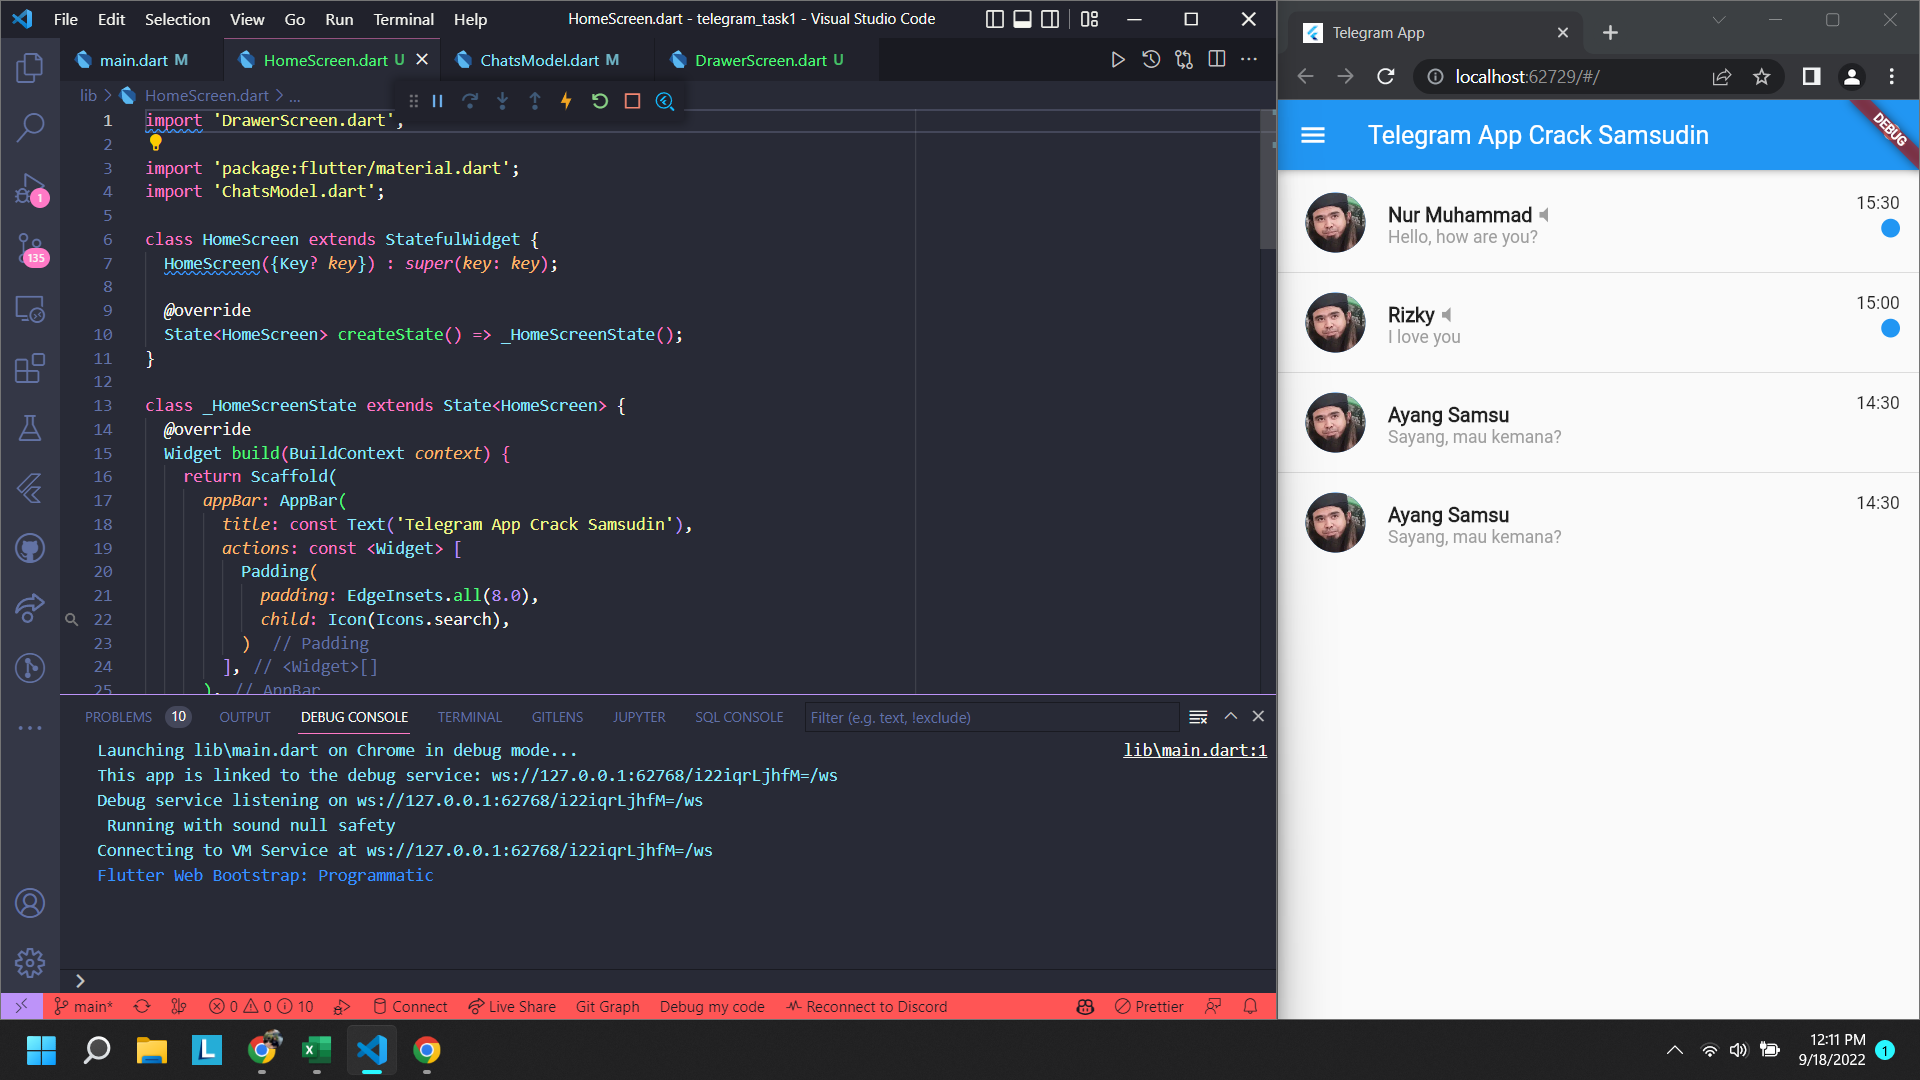 File Edit Selection View Go Run Terminal Help
HomeScreen.dart - telegram_task1 - Visual Studio Code
main.dart M
HomeScreen.dart U
ChatsModel.dart M
DrawerScreen.dart U
lib > HomeScreen.dart > ...
1 import 'DrawerScreen.dart';
2
3 import 'package:flutter/material.dart';
4 import 'ChatsModel.dart';
5
6 class HomeScreen extends StatefulWidget {
7 HomeScreen({Key? key}) : super(key: key);
8
9 @override
10 State<HomeScreen> createState() => _HomeScreenState();
11 }
12
13 class _HomeScreenState extends State<HomeScreen> {
14 @override
15 Widget build(BuildContext context) {
16 return Scaffold(
17 appBar: AppBar(
18 title: const Text('Telegram App Crack Samsudin'),
19 actions: const <Widget> [
20 Padding(
21 padding: EdgeInsets.all(8.0),
22 child: Icon(Icons.search),
23 ) // Padding
24 ], // <Widget>[]
25 ), // AppBar
1
135
PROBLEMS 10 OUTPUT DEBUG CONSOLE TERMINAL GITLENS JUPYTER SQL CONSOLE
Filter (e.g. text, !exclude)
Launching lib\main.dart on Chrome in debug mode...
lib\main.dart:1
This app is linked to the debug service: ws://127.0.0.1:62768/i22iqrLjhfM=/ws
Debug service listening on ws://127.0.0.1:62768/i22iqrLjhfM=/ws
Running with sound null safety
Connecting to VM Service at ws://127.0.0.1:62768/i22iqrLjhfM=/ws
Flutter Web Bootstrap: Programmatic
main* 0 0 10 Connect Live Share Git Graph Debug my code Reconnect to Discord Prettier
Telegram App
localhost:62729/#/
Telegram App Crack Samsudin
DEBUG
Nur Muhammad
15:30
Hello, how are you?
Rizky
15:00
I love you
Ayang Samsu
14:30
Sayang, mau kemana?
Ayang Samsu
14:30
Sayang, mau kemana?
L
12:11 PM
9/18/2022
1